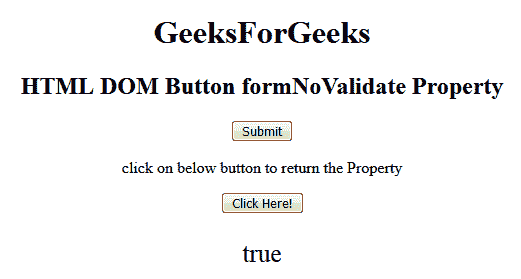 GeeksForGeeks
HTML DOM Button formNoValidate Property
Submit
click on below button to return the Property
Click Here!
true